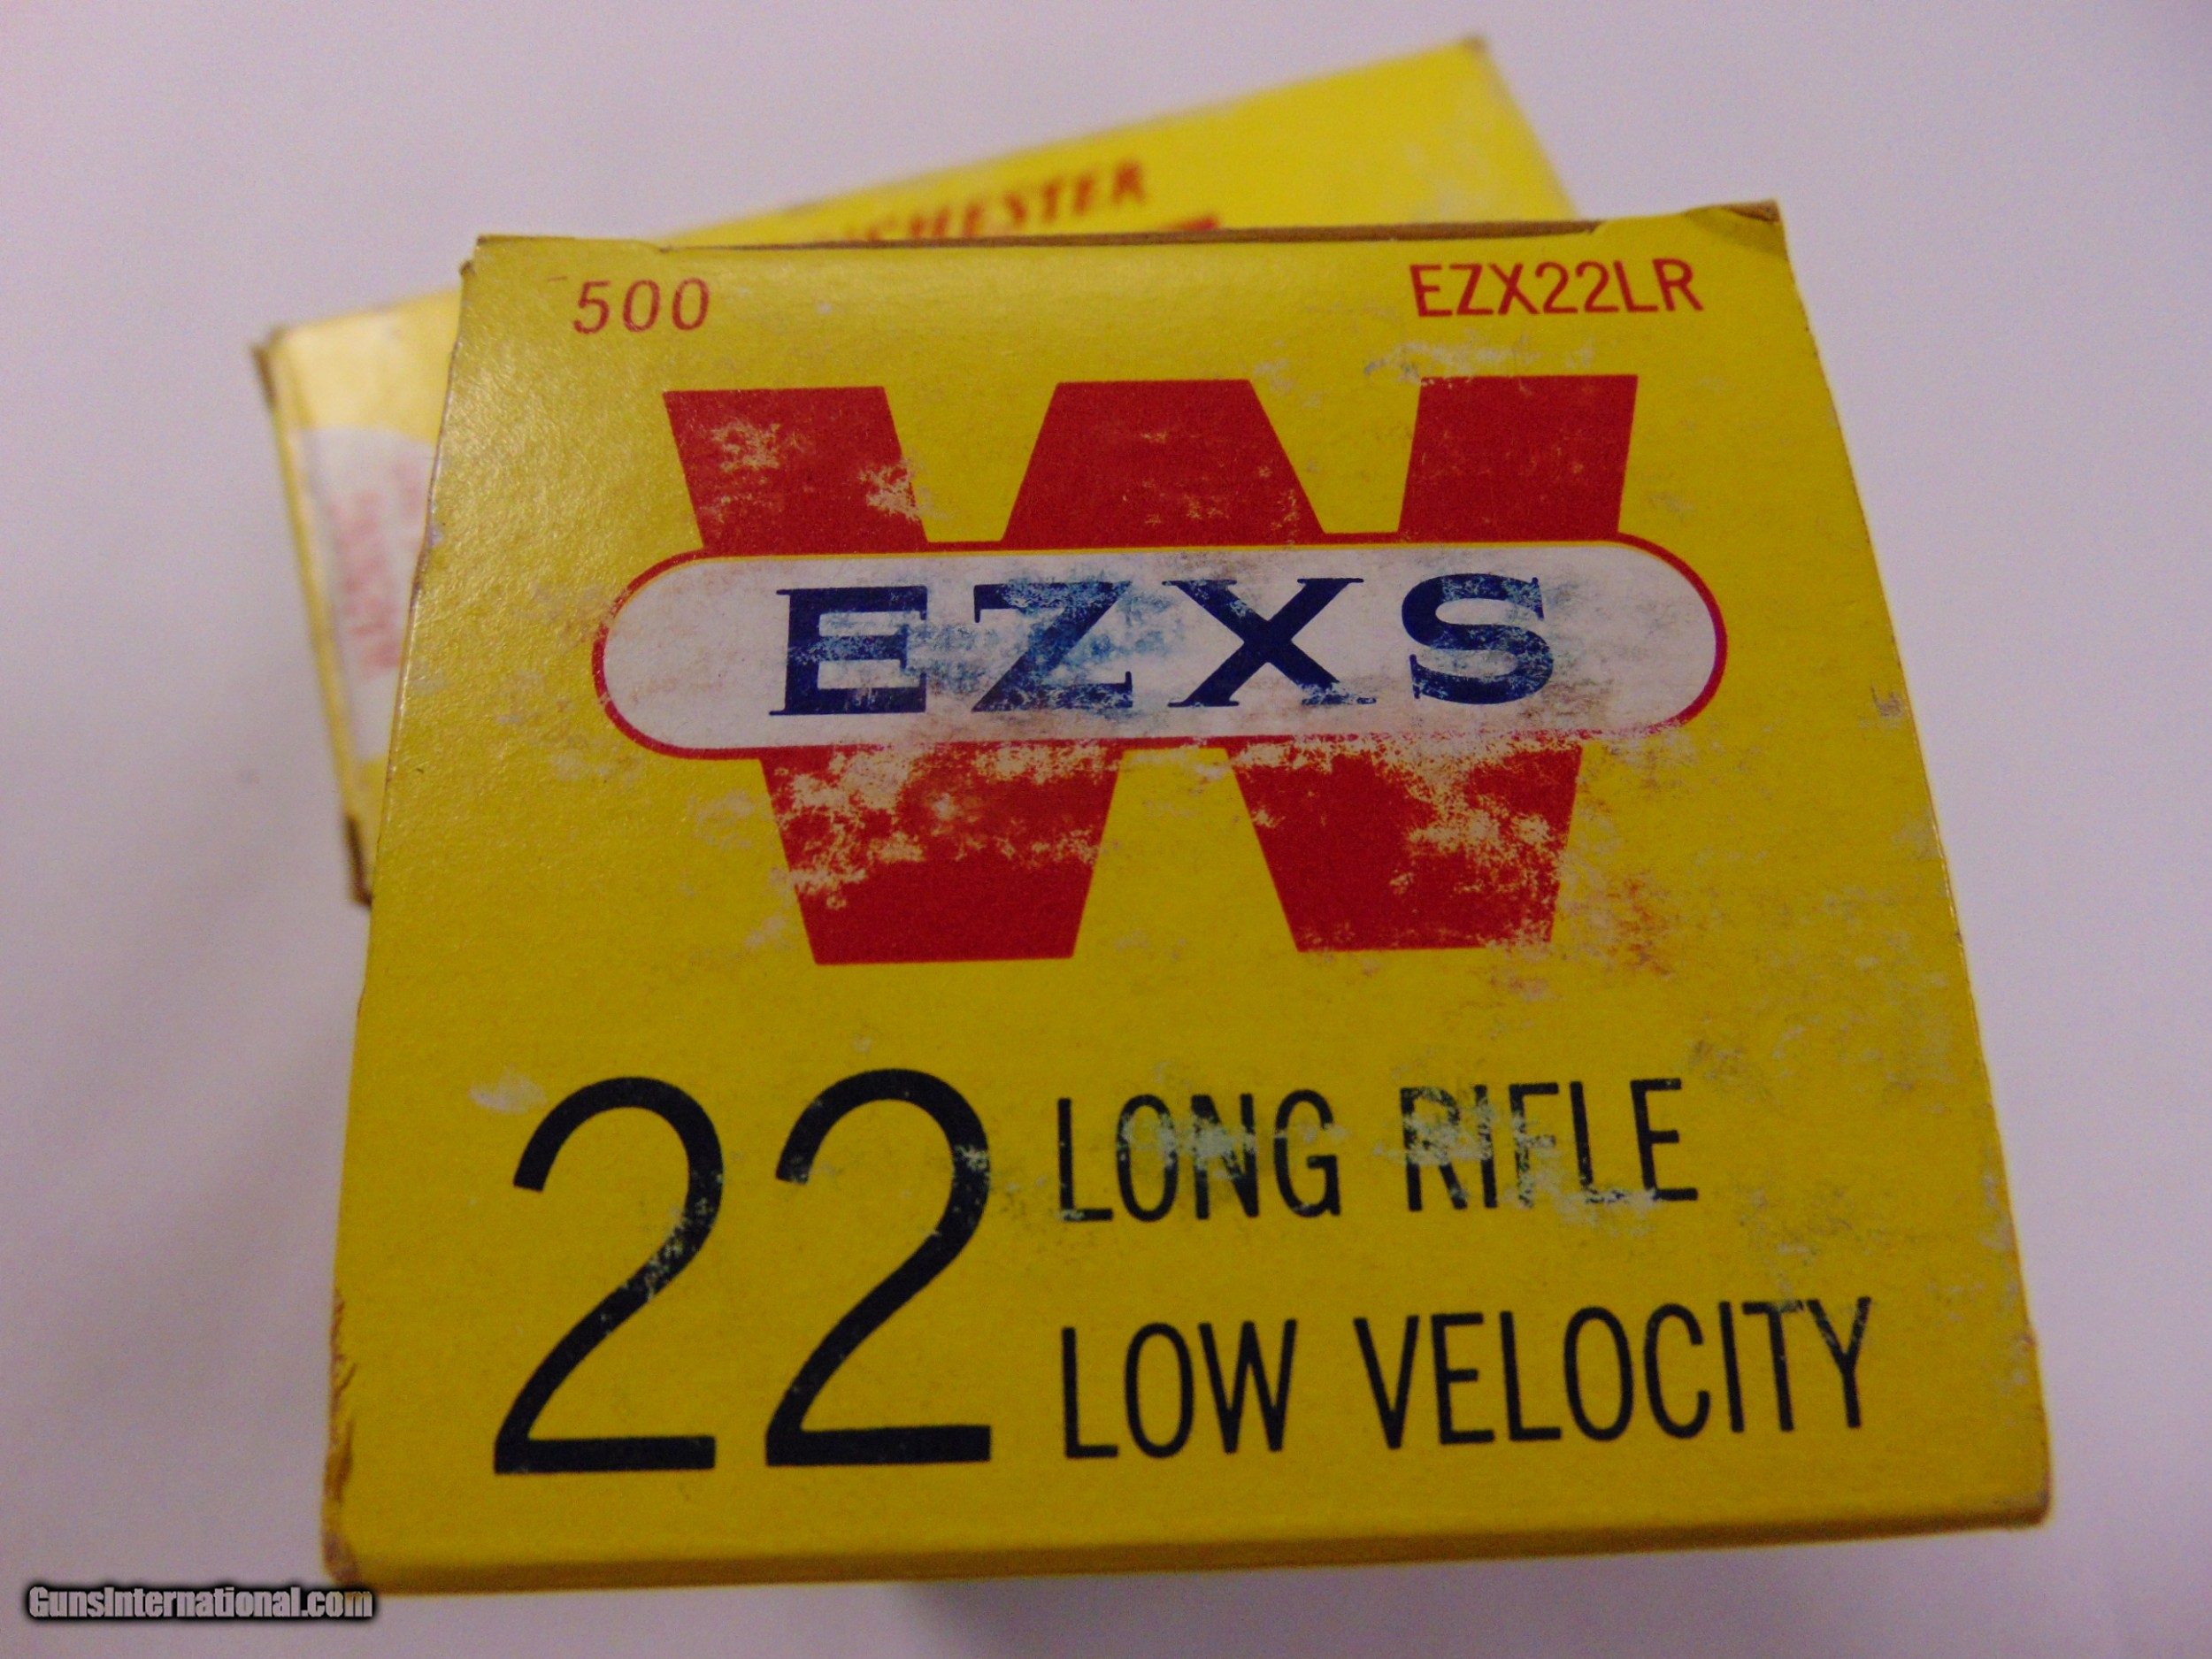 500 EZX22LR
W
EZXS
22 LONG RIFLE
LOW VELOCITY
GunsInternational.com